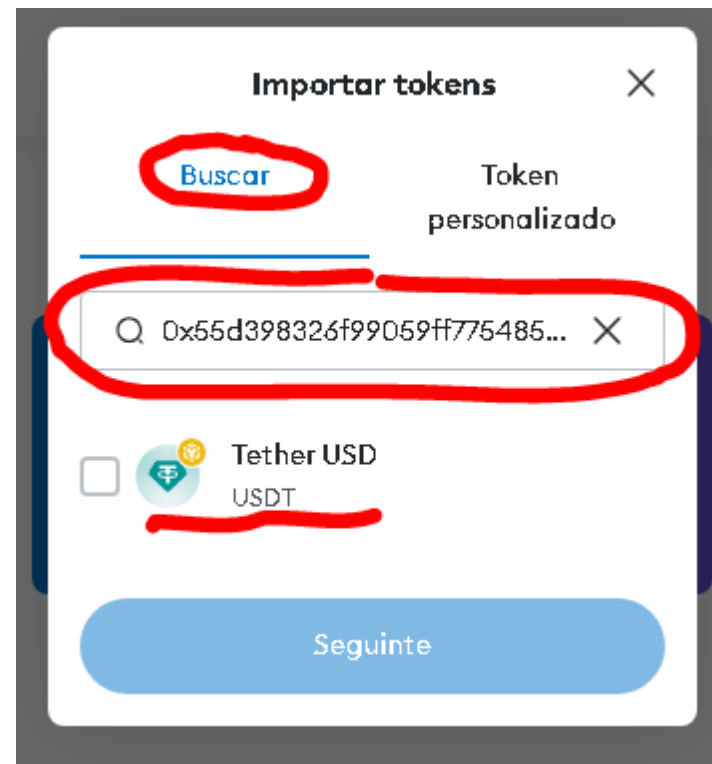 Importar tokens
Buscar
Token
personalizado
0x55d398326f99059ff775485...
Tether USD
USDT
Seguinte